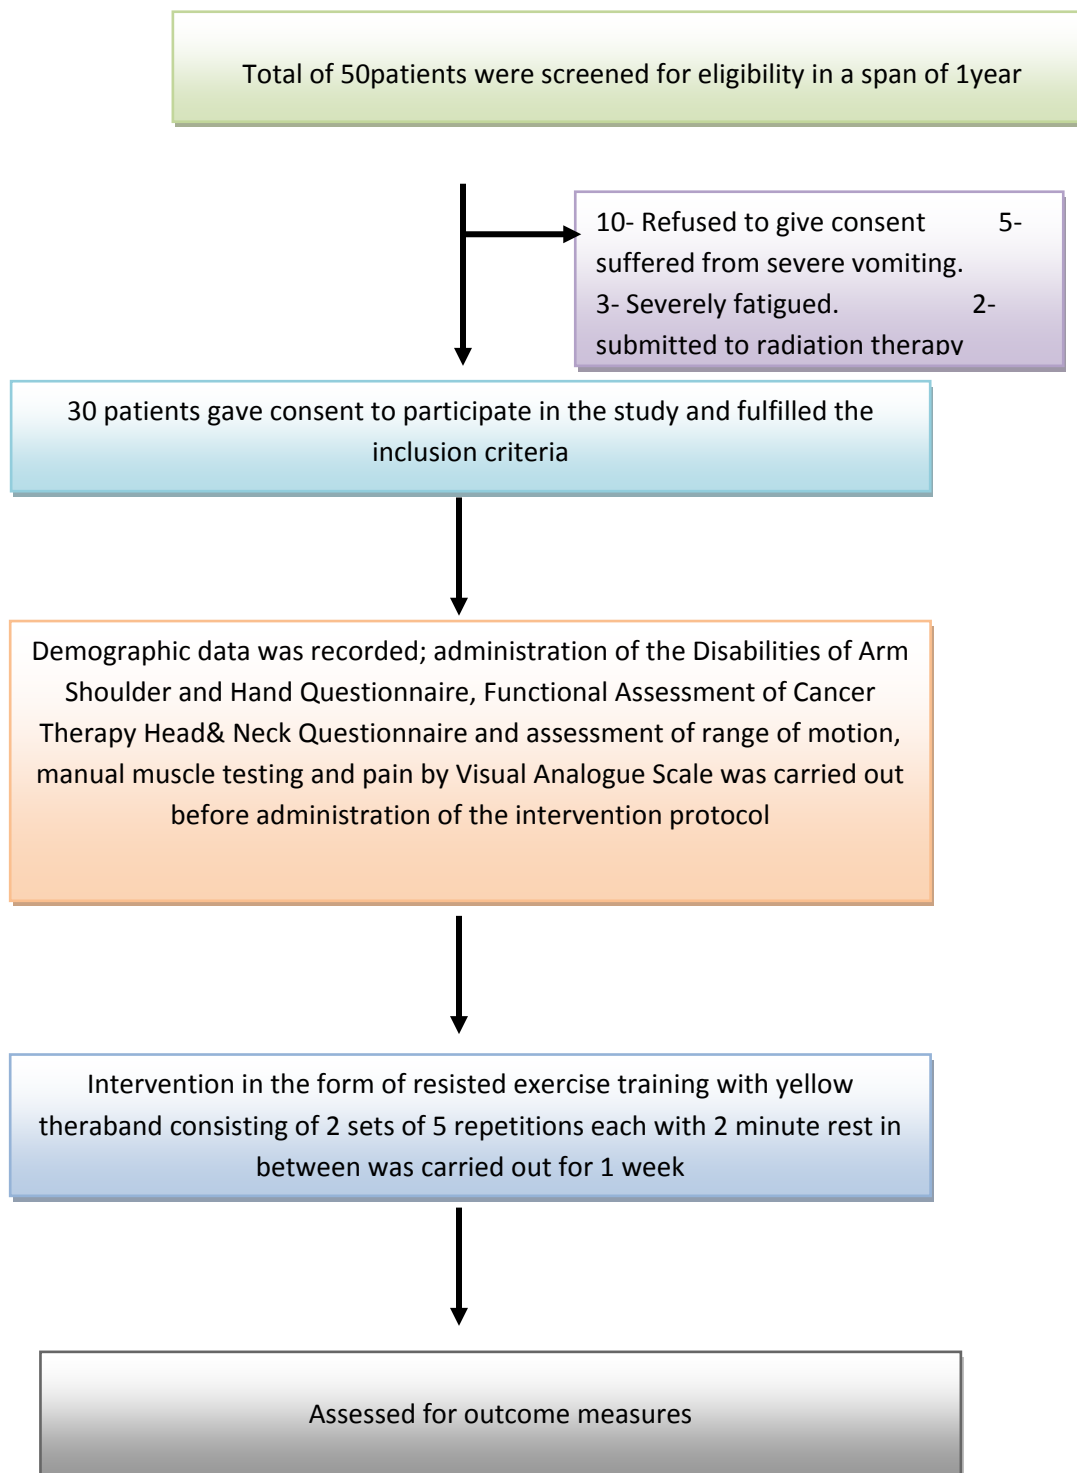 Total of 50patients were screened for eligibility in a span of 1year
10- Refused to give consent 5-
suffered from severe vomiting.
3- Severely fatigued. 2-
submitted to radiation therapy
30 patients gave consent to participate in the study and fulfilled the
inclusion criteria
Demographic data was recorded; administration of the Disabilities of Arm
Shoulder and Hand Questionnaire, Functional Assessment of Cancer
Therapy Head& Neck Questionnaire and assessment of range of motion,
manual muscle testing and pain by Visual Analogue Scale was carried out
before administration of the intervention protocol
Intervention in the form of resisted exercise training with yellow
theraband consisting of 2 sets of 5 repetitions each with 2 minute rest in
between was carried out for 1 week
Assessed for outcome measures